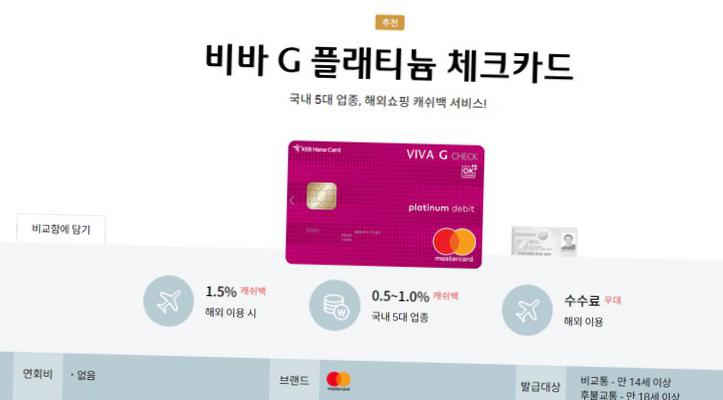 추천
비바 G 플래티늄 체크카드
국내 5대 업종, 해외쇼핑 캐쉬백 서비스!
KEB Hana Card
VIVA G CHECK
OK
platinum debit
mastercard
비교함에 담기
1.5% 캐쉬백
해외 이용 시
0.5~1.0% 캐쉬백
국내 5대 업종
수수료 우대
해외 이용
연회비
· 없음
브랜드
발급대상
비교통 - 만 14세 이상
후불교통 - 만 18세 이상